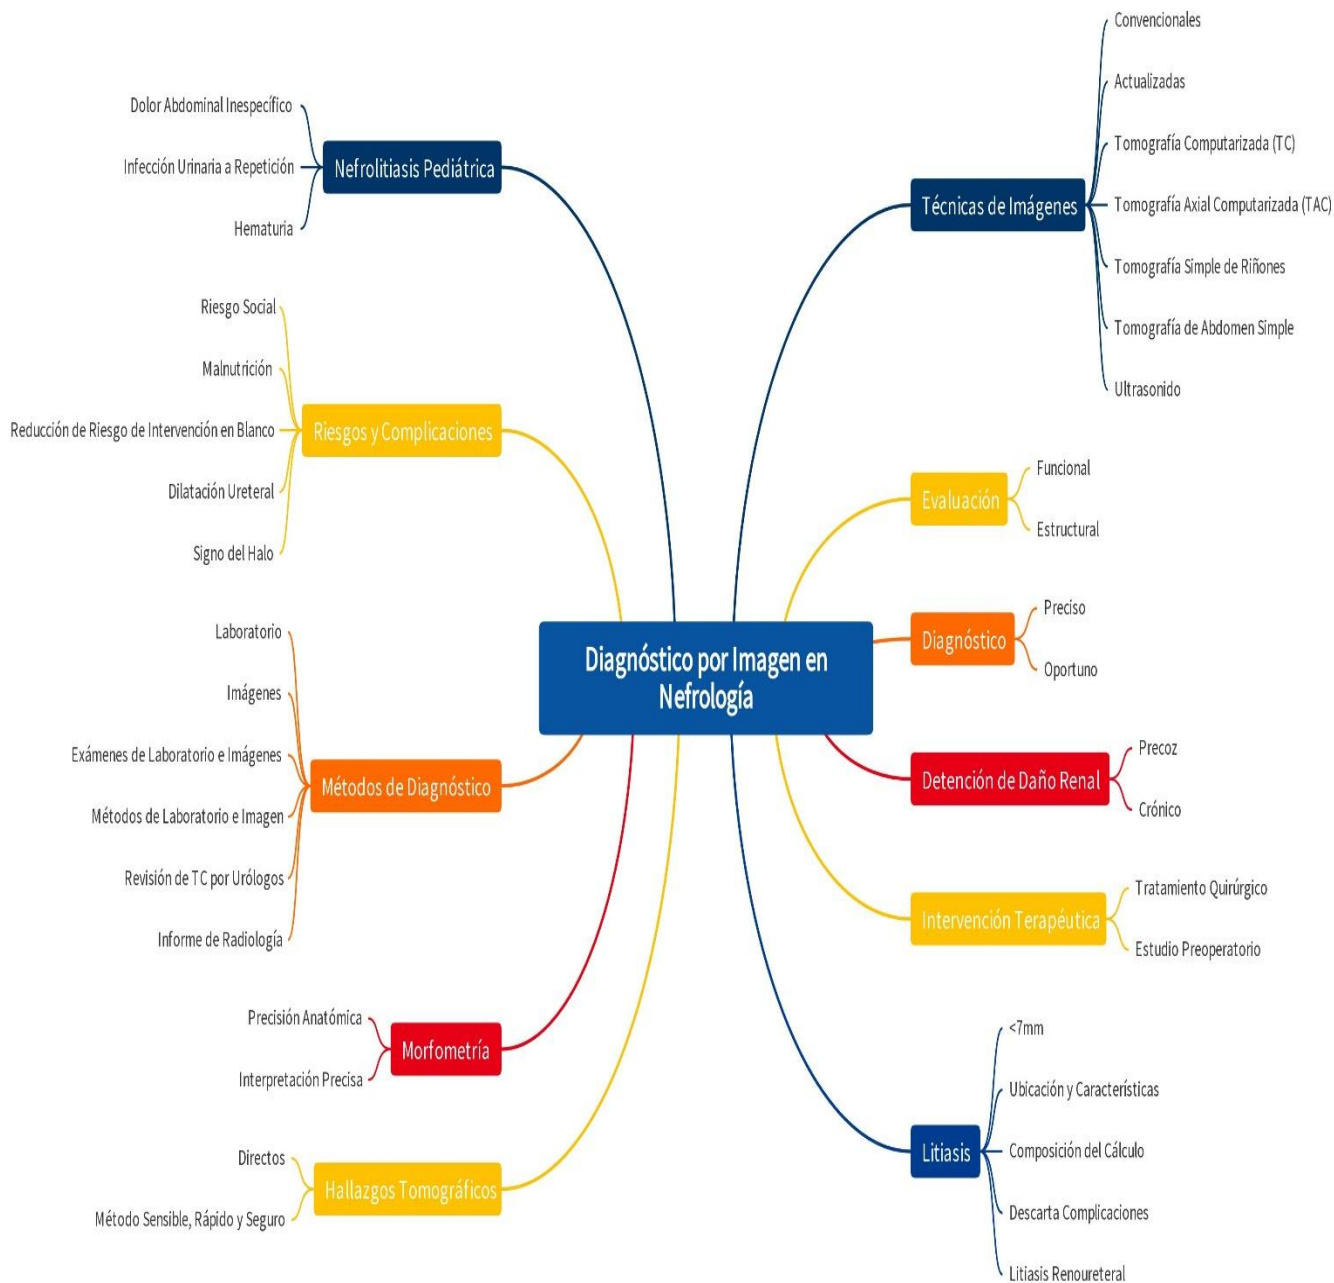 Diagnóstico por Imagen en
Nefrología
Nefrolitiasis Pediátrica
Dolor Abdominal Inespecífico
Infección Urinaria a Repetición
Hematuria
Riesgos y Complicaciones
Riesgo Social
Malnutrición
Reducción de Riesgo de Intervención en Blanco
Dilatación Ureteral
Signo del Halo
Métodos de Diagnóstico
Laboratorio
Imágenes
Exámenes de Laboratorio e Imágenes
Métodos de Laboratorio e Imagen
Revisión de TC por Urólogos
Informe de Radiología
Morfometría
Precisión Anatómica
Interpretación Precisa
Hallazgos Tomográficos
Directos
Método Sensible, Rápido y Seguro
Técnicas de Imágenes
Convencionales
Actualizadas
Tomografía Computarizada (TC)
Tomografía Axial Computarizada (TAC)
Tomografía Simple de Riñones
Tomografía de Abdomen Simple
Ultrasonido
Evaluación
Funcional
Estructural
Diagnóstico
Preciso
Oportuno
Detención de Daño Renal
Precoz
Crónico
Intervención Terapéutica
Tratamiento Quirúrgico
Estudio Preoperatorio
Litiasis
<7mm
Ubicación y Características
Composición del Cálculo
Descarta Complicaciones
Litiasis Renoureteral